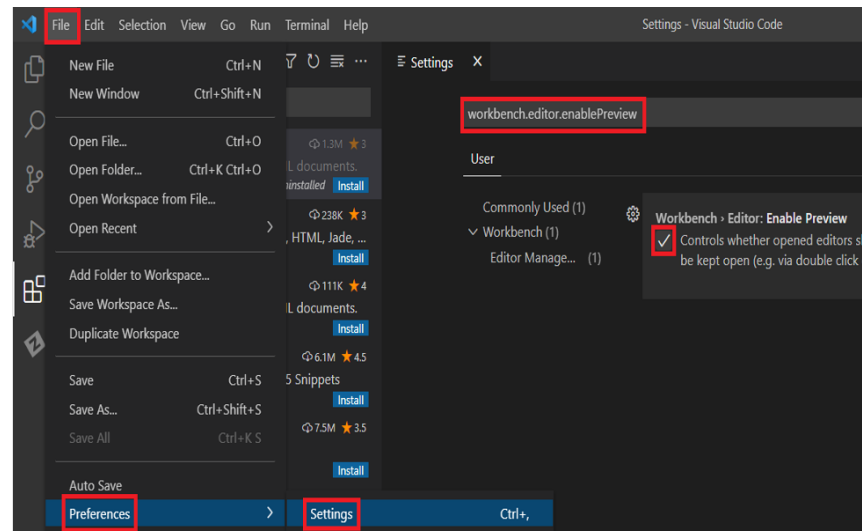 File Edit Selection View Go Run Terminal Help
Settings - Visual Studio Code
New File Ctrl+N
New Window Ctrl+Shift+N
Open File... Ctrl+O
Open Folder... Ctrl+K Ctrl+O
Open Workspace from File...
Open Recent
Add Folder to Workspace...
Save Workspace As...
Duplicate Workspace
Save Ctrl+S
Save As... Ctrl+Shift+S
Save All Ctrl+K S
Auto Save
Preferences
Settings Ctrl+,
1.3M 3
L documents.
ninstalled Install
238K 3
, HTML, Jade, ...
Install
111K 4
L documents.
Install
6.1M 4.5
5 Snippets
Install
7.5M 3.5
Install
Settings
workbench.editor.enablePreview
User
Commonly Used (1)
Workbench (1)
Editor Manage... (1)
Workbench › Editor: Enable Preview
Controls whether opened editors s
be kept open (e.g. via double click